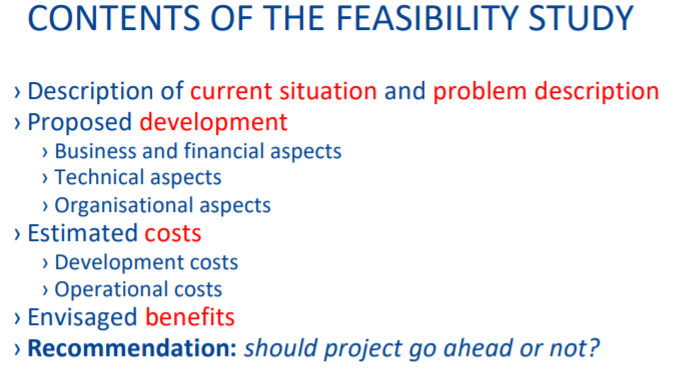 CONTENTS OF THE FEASIBILITY STUDY
› Description of current situation and problem description
› Proposed development
› Business and financial aspects
› Technical aspects
› Organisational aspects
› Estimated costs
› Development costs
› Operational costs
› Envisaged benefits
› Recommendation: should project go ahead or not?